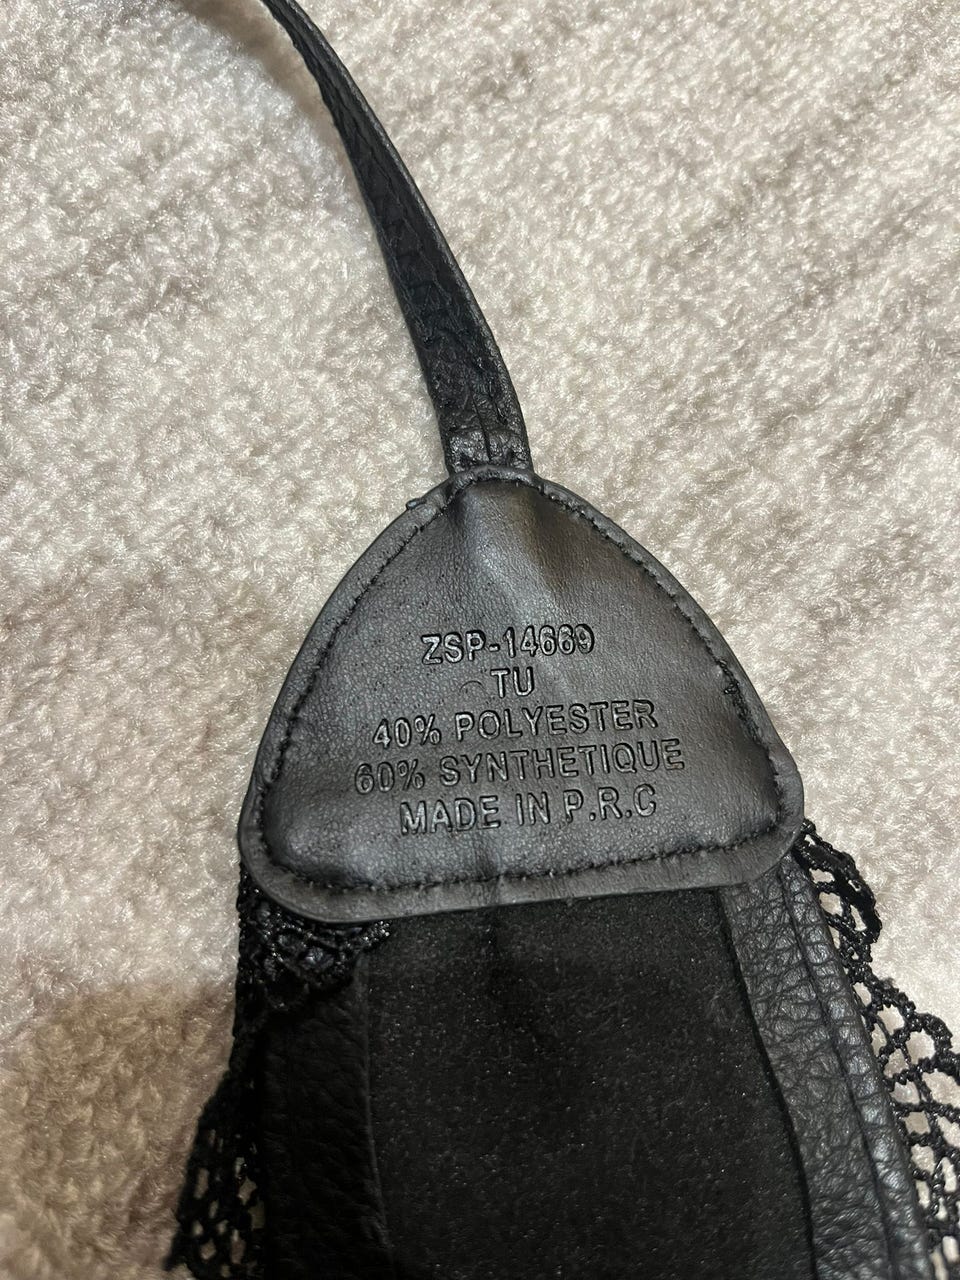 ZSP-14669
TU
40% POLYESTER
60% SYNTHETIQUE
MADE IN P.R.C